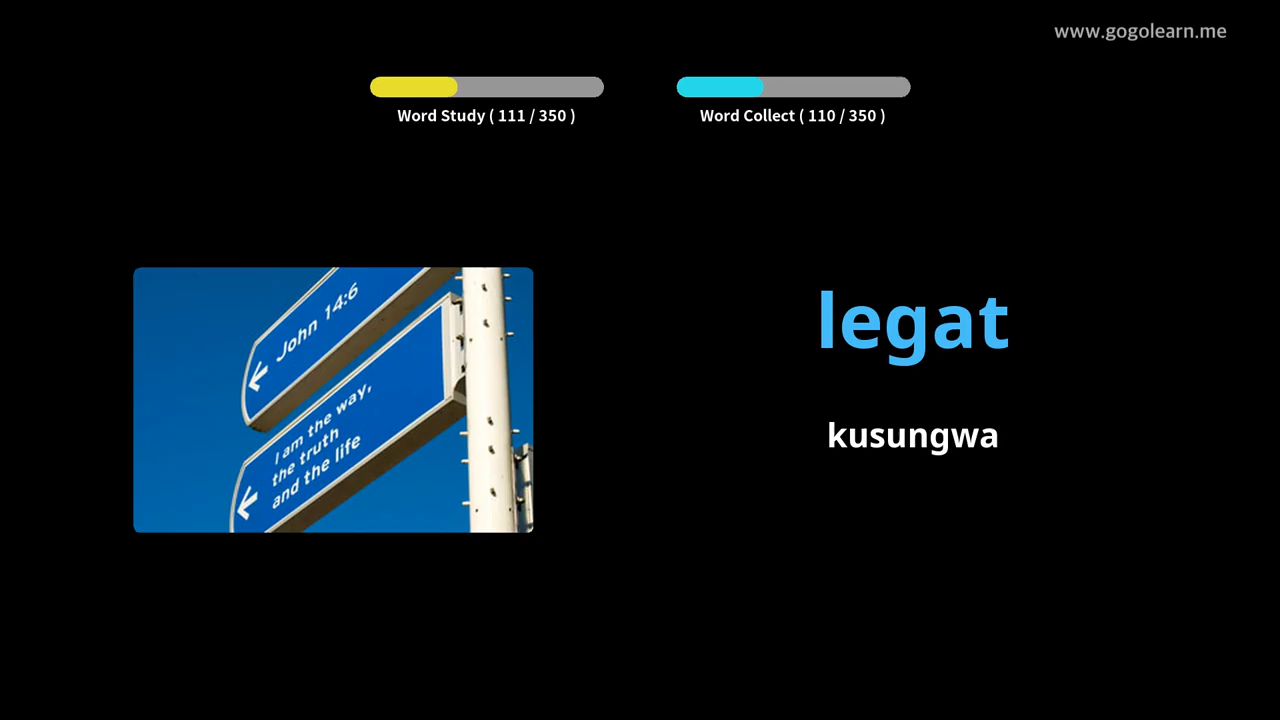 www.gogolearn.me
Word Study ( 111 / 350 )
Word Collect ( 110 / 350 )
John 14:6
I am the way,
the truth
and the life
legat
kusungwa